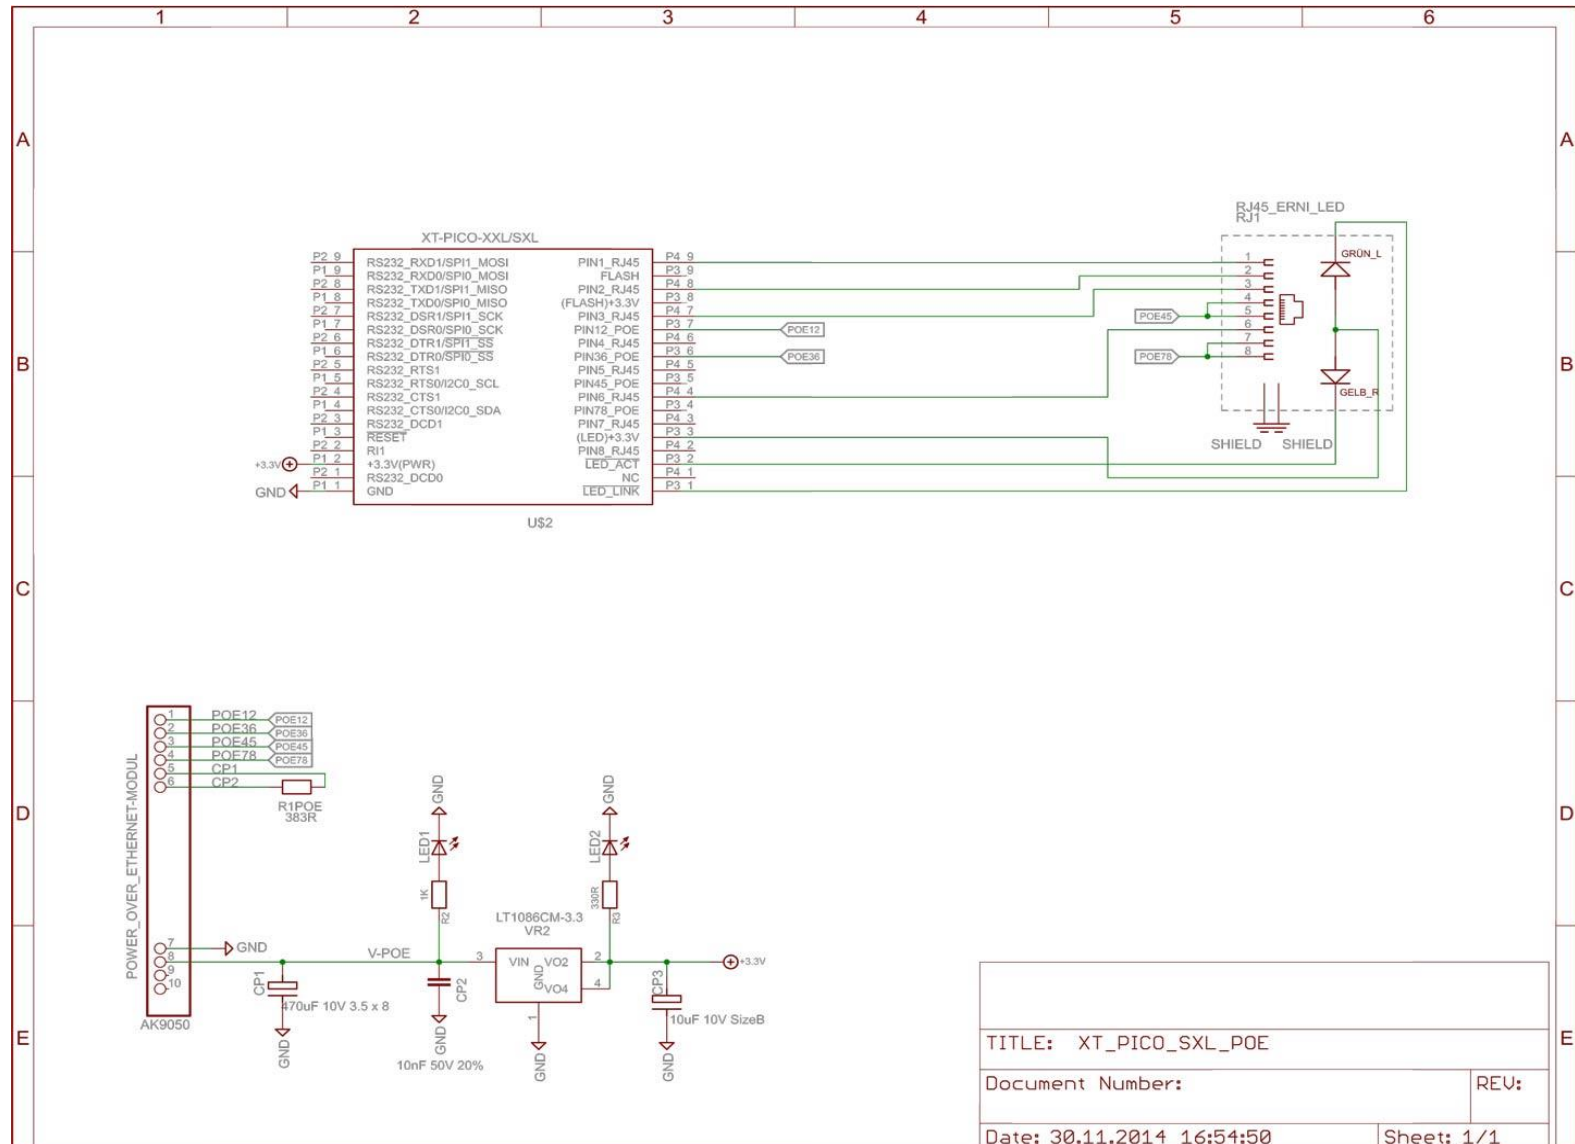 1 2 3 4 5 6
A A
B B
C C
D D
E E
XT-PICO-XXL/SXL
P2 9 RS232_RXD1/SPI1_MOSI PIN1_RJ45 P4 9
P1 9 RS232_RXD0/SPI0_MOSI FLASH P3 9
P2 8 RS232_TXD1/SPI1_MISO PIN2_RJ45 P4 8
P1 8 RS232_TXD0/SPI0_MISO (FLASH)+3.3V P3 8
P2 7 RS232_DSR1/SPI1_SCK PIN3_RJ45 P4 7
P1 7 RS232_DSR0/SPI0_SCK PIN12_POE P3 7
P2 6 RS232_DTR1/SPI1_SS PIN4_RJ45 P4 6
P1 6 RS232_DTR0/SPI0_SS PIN36_POE P3 6
P2 5 RS232_RTS1 PIN5_RJ45 P4 5
P1 5 RS232_RTS0/I2C0_SCL PIN45_POE P3 5
P2 4 RS232_CTS1 PIN6_RJ45 P4 4
P1 4 RS232_CTS0/I2C0_SDA PIN78_POE P3 4
P2 3 RS232_DCD1 PIN7_RJ45 P4 3
P1 3 RESET (LED)+3.3V P3 3
P2 2 RI1 PIN8_RJ45 P4 2
+3.3V P1 2 +3.3V(PWR) LED_ACT P3 2
P2 1 RS232_DCD0 NC P4 1
GND P1 1 GND LED_LINK P3 1
U$2
POE12
POE36
RJ45_ERNI_LED
RJ1
1
2
3
4
5
6
7
8
POE45
POE78
GRÜN_L
GELB_R
SHIELD SHIELD
POWER_OVER_ETHERNET-MODUL
1 POE12 POE12
2 POE36 POE36
3 POE45 POE45
4 POE78 POE78
5 CP1
6 CP2
R1POE
383R
7 GND
8
9
10
AK9050
V-POE
CP1
470uF 10V 3.5 x 8
GND
GND
LED1
1K
R2
CP2
GND
10nF 50V 20%
LT1086CM-3.3
VR2
3 VIN VO2 2
GND
VO4 4
1
GND
GND
LED2
330R
R3
+3.3V
CP3
10uF 10V SizeB
GND
TITLE: XT_PICO_SXL_POE
Document Number: REV:
Date: 30.11.2014 16:54:50 Sheet: 1/1